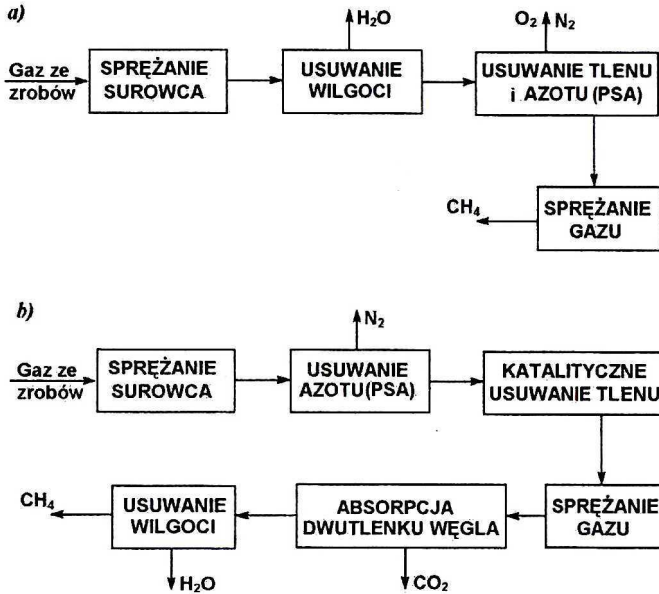 a)
H₂O
O₂ N₂
Gaz ze
zrobów
SPRĘŻANIE
SUROWCA
USUWANIE
WILGOCI
USUWANIE TLENU
i AZOTU (PSA)
CH₄
SPRĘŻANIE
GAZU
b)
N₂
Gaz ze
zrobów
SPRĘŻANIE
SUROWCA
USUWANIE
AZOTU(PSA)
KATALITYCZNE
USUWANIE TLENU
CH₄
USUWANIE
WILGOCI
ABSORPCJA
DWUTLENKU WĘGLA
SPRĘŻANIE
GAZU
H₂O
CO₂